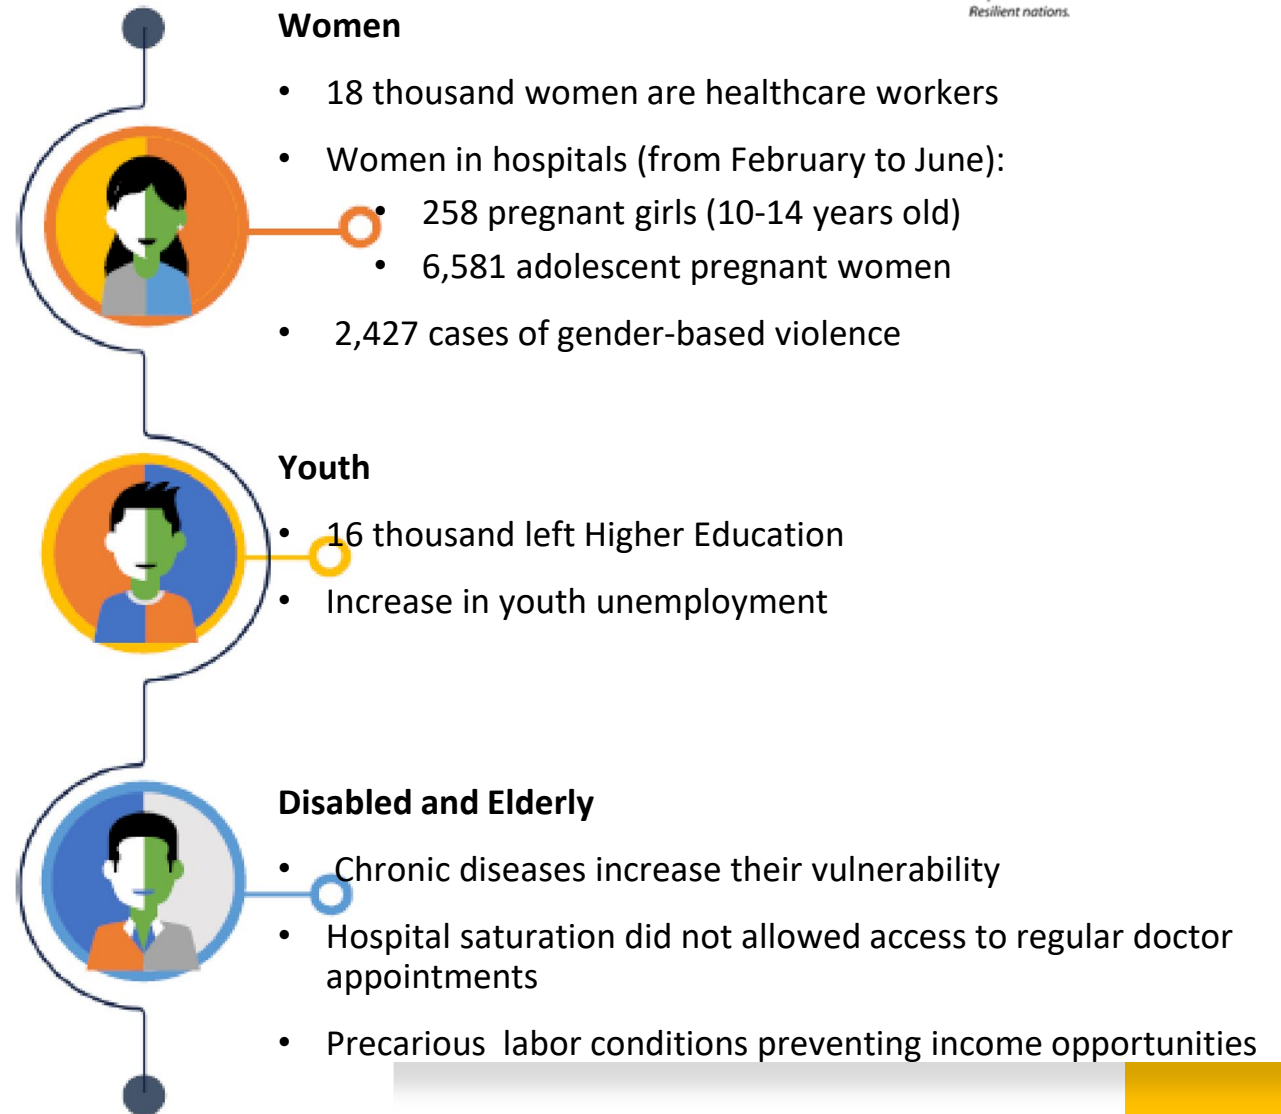 Resilient nations.
Women
• 18 thousand women are healthcare workers
• Women in hospitals (from February to June):
• 258 pregnant girls (10-14 years old)
• 6,581 adolescent pregnant women
• 2,427 cases of gender-based violence
Youth
• 16 thousand left Higher Education
• Increase in youth unemployment
Disabled and Elderly
• Chronic diseases increase their vulnerability
• Hospital saturation did not allowed access to regular doctor
appointments
• Precarious labor conditions preventing income opportunities